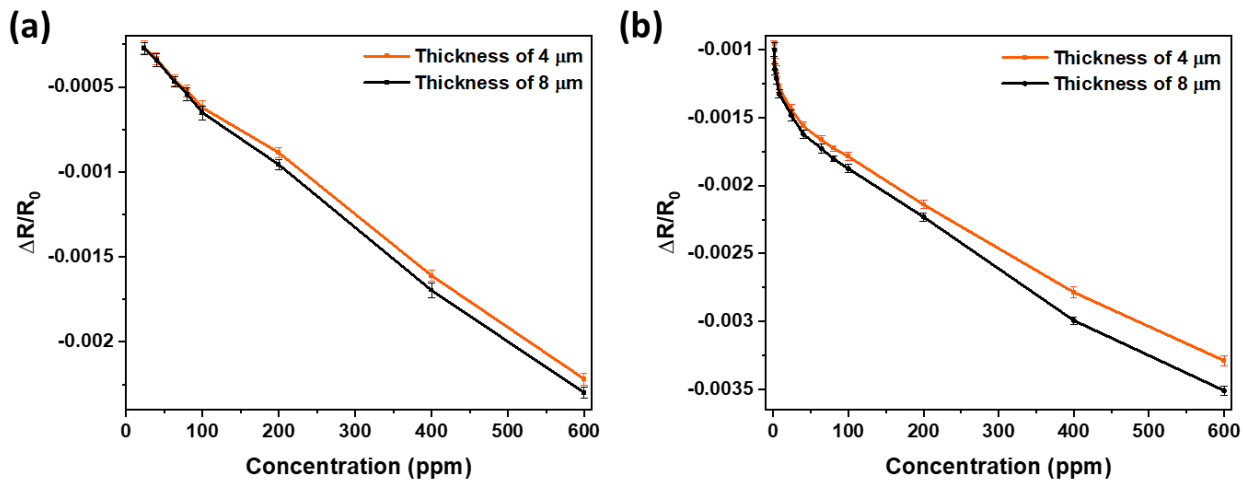 (a)
Thickness of 4 μm
Thickness of 8 μm
-0.0005
-0.001
-0.0015
-0.002
ΔR/R0
0 100 200 300 400 500 600
Concentration (ppm)
(b)
Thickness of 4 μm
Thickness of 8 μm
-0.001
-0.0015
-0.002
-0.0025
-0.003
-0.0035
ΔR/R0
0 100 200 300 400 500 600
Concentration (ppm)